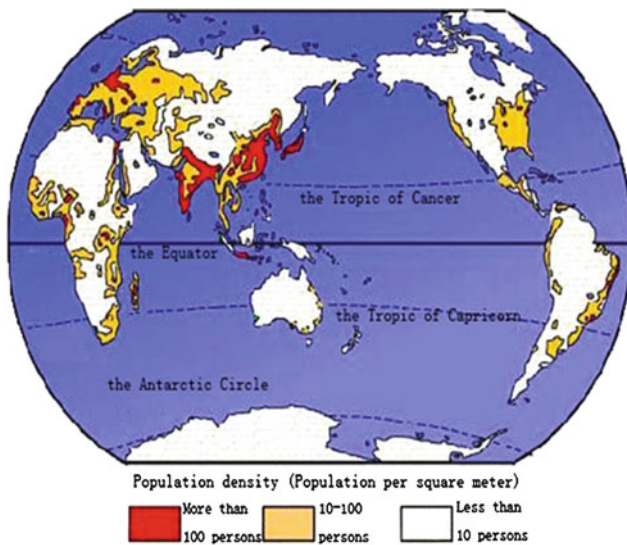 the Tropic of Cancer
the Equator
the Tropic of Capricorn
the Antarctic Circle
Population density (Population per square meter)
More than
100 persons
10-100
persons
Less than
10 persons